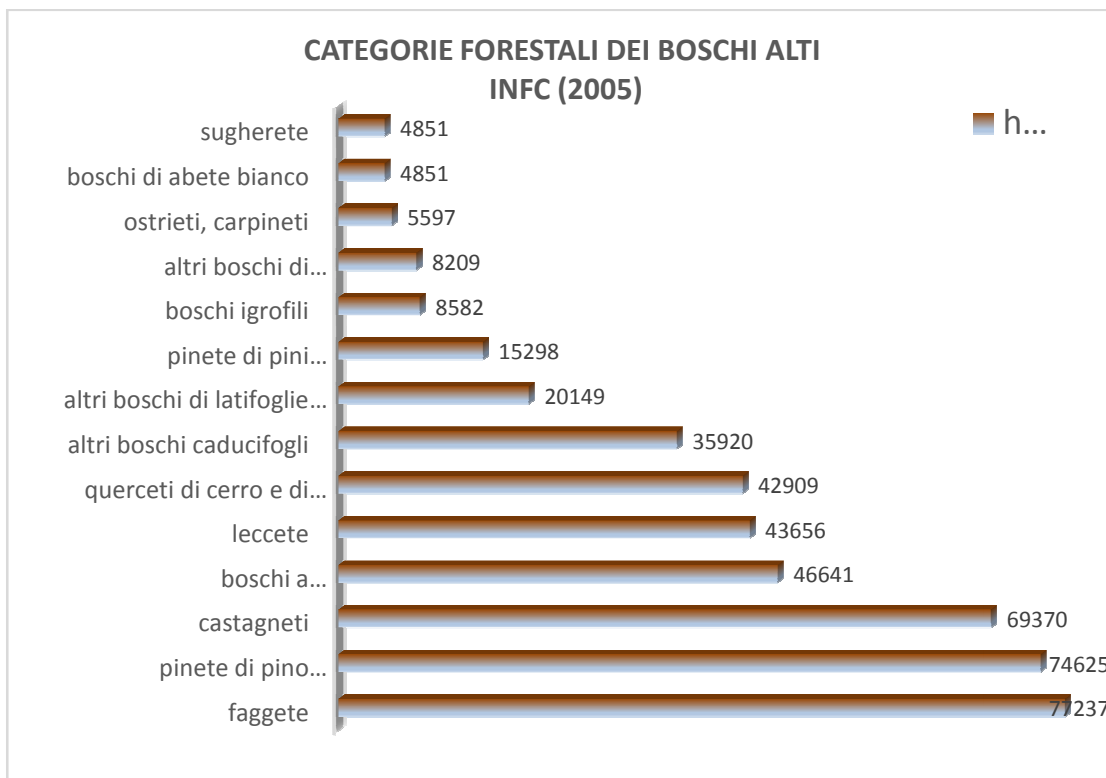 CATEGORIE FORESTALI DEI BOSCHI ALTI
INFC (2005)
h...
sugherete 4851
boschi di abete bianco 4851
ostrieti, carpineti 5597
altri boschi di... 8209
boschi igrofili 8582
pinete di pini... 15298
altri boschi di latifoglie... 20149
altri boschi caducifogli 35920
querceti di cerro e di... 42909
leccete 43656
boschi a... 46641
castagneti 69370
pinete di pino... 74625
faggete 77237